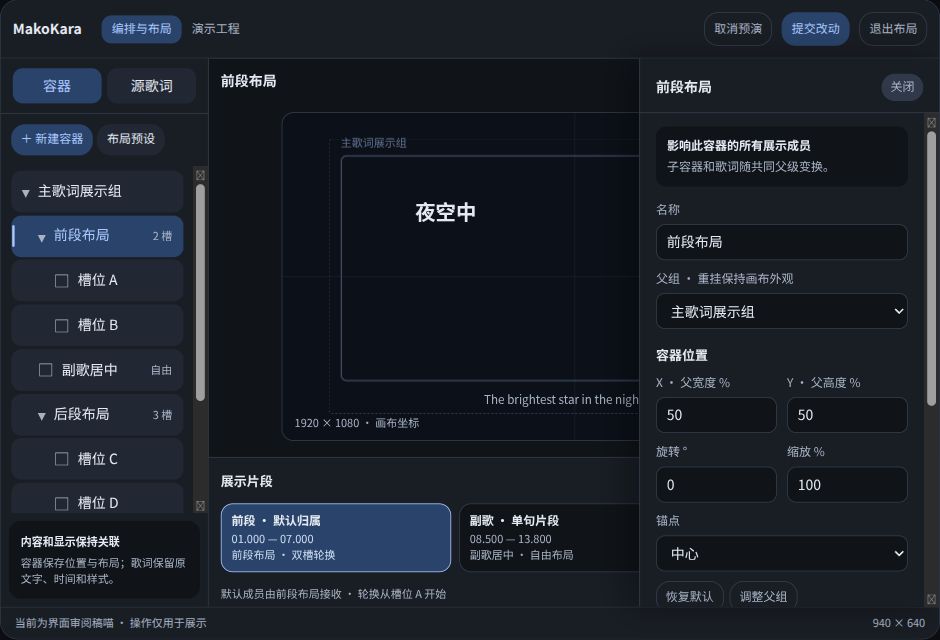 MakoKara
编排与布局
演示工程
取消预演
提交改动
退出布局
容器
源歌词
＋ 新建容器
布局预设
▼ 主歌词展示组
▼ 前段布局 2 槽
槽位 A
槽位 B
副歌居中 自由
▼ 后段布局 3 槽
槽位 C
槽位 D
内容和显示保持关联
容器保存位置与布局；歌词保留原
文字、时间和样式。
前段布局
主歌词展示组
夜空中
The brightest star in the nigh
1920 × 1080 · 画布坐标
展示片段
前段 · 默认归属
01.000 — 07.000
前段布局 · 双槽轮换
副歌 · 单句片段
08.500 — 13.800
副歌居中 · 自由布局
默认成员由前段布局接收 · 轮换从槽位 A 开始
前段布局
关闭
影响此容器的所有展示成员
子容器和歌词随共同父级变换。
名称
前段布局
父组 · 重挂保持画布外观
主歌词展示组
容器位置
X · 父宽度 %
Y · 父高度 %
50
50
旋转 °
缩放 %
0
100
锚点
中心
恢复默认
调整父组
当前为界面审阅稿喵 · 操作仅用于展示
940 × 640